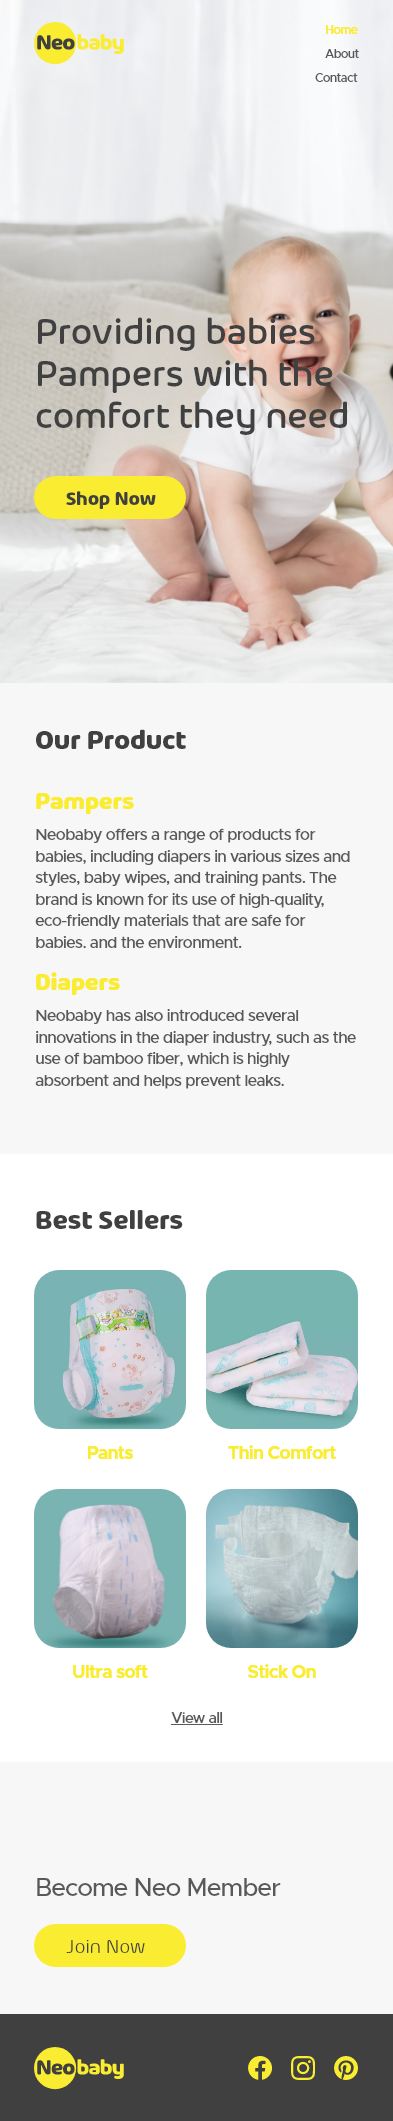 Neobaby
Home
About
Contact
Providing babies
Pampers with the
comfort they need
Shop Now
Our Product
Pampers
Neobaby offers a range of products for
babies, including diapers in various sizes and
styles, baby wipes, and training pants. The
brand is known for its use of high-quality,
eco-friendly materials that are safe for
babies. and the environment.
Diapers
Neobaby has also introduced several
innovations in the diaper industry, such as the
use of bamboo fiber, which is highly
absorbent and helps prevent leaks.
Best Sellers
Pants
Thin Comfort
Ultra soft
Stick On
View all
Become Neo Member
Join Now
Neobaby